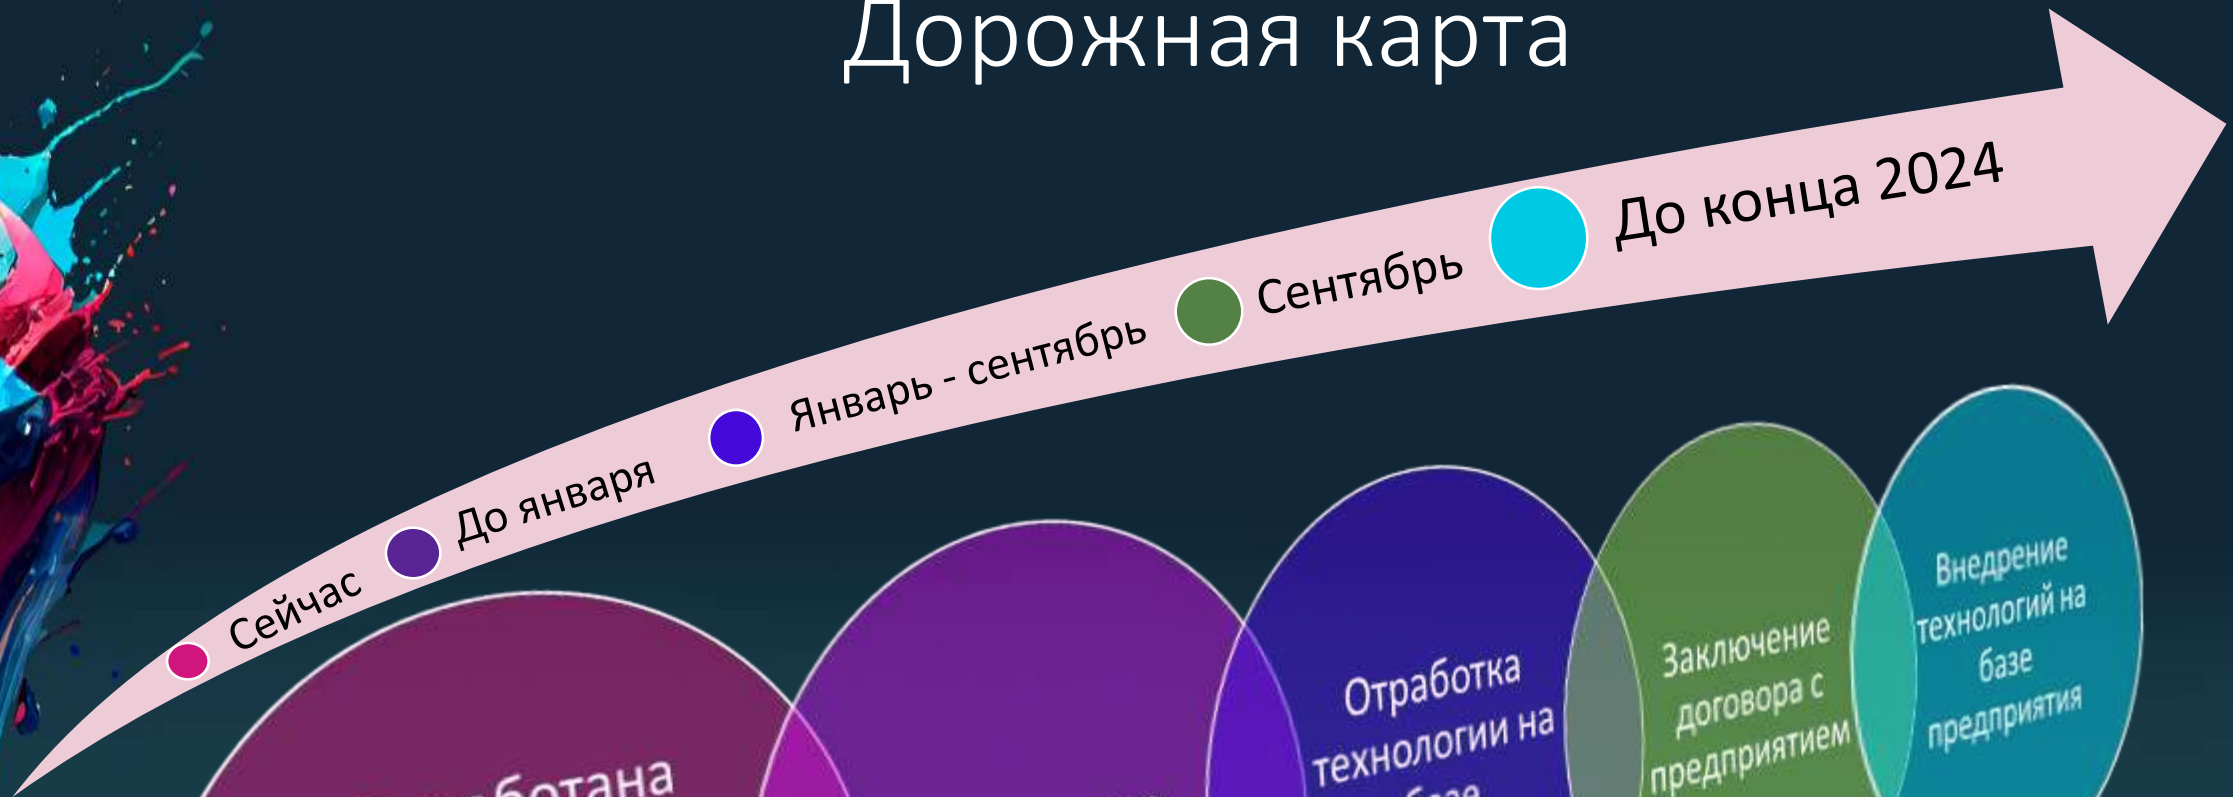 Дорожная карта
Сейчас
До января
Январь - сентябрь
Сентябрь
До конца 2024
Отработка
технологии на
базе
Заключение
договора с
предприятием
Внедрение
технологий на
базе
предприятия